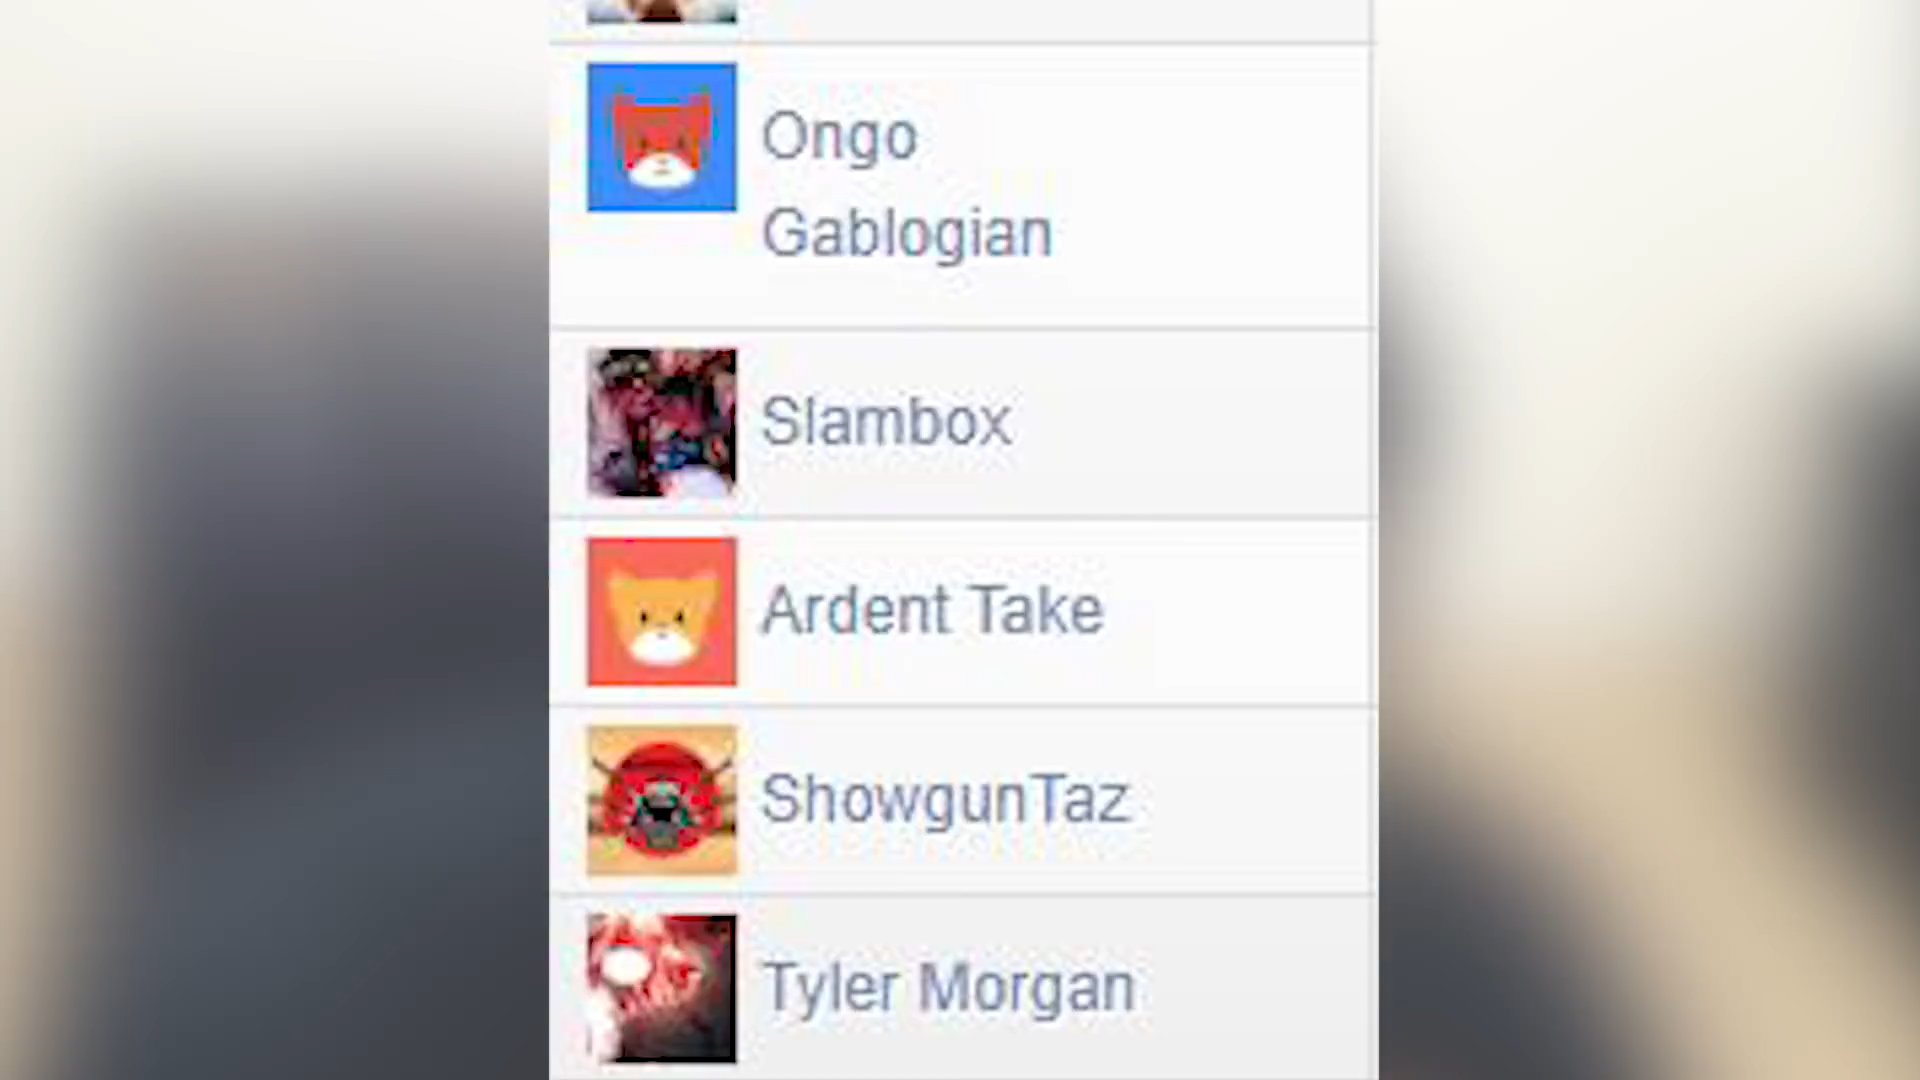 Ongo
Gablogian
Slambox
Ardent Take
ShowgunTaz
Tyler Morgan